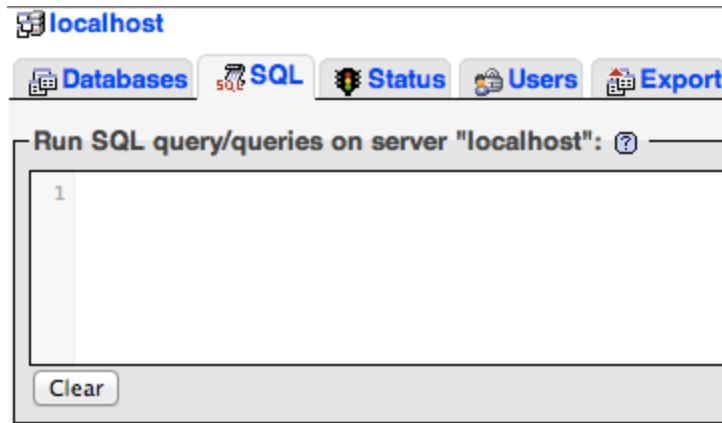 localhost
Databases SQL Status Users Export
Run SQL query/queries on server "localhost":
1
Clear